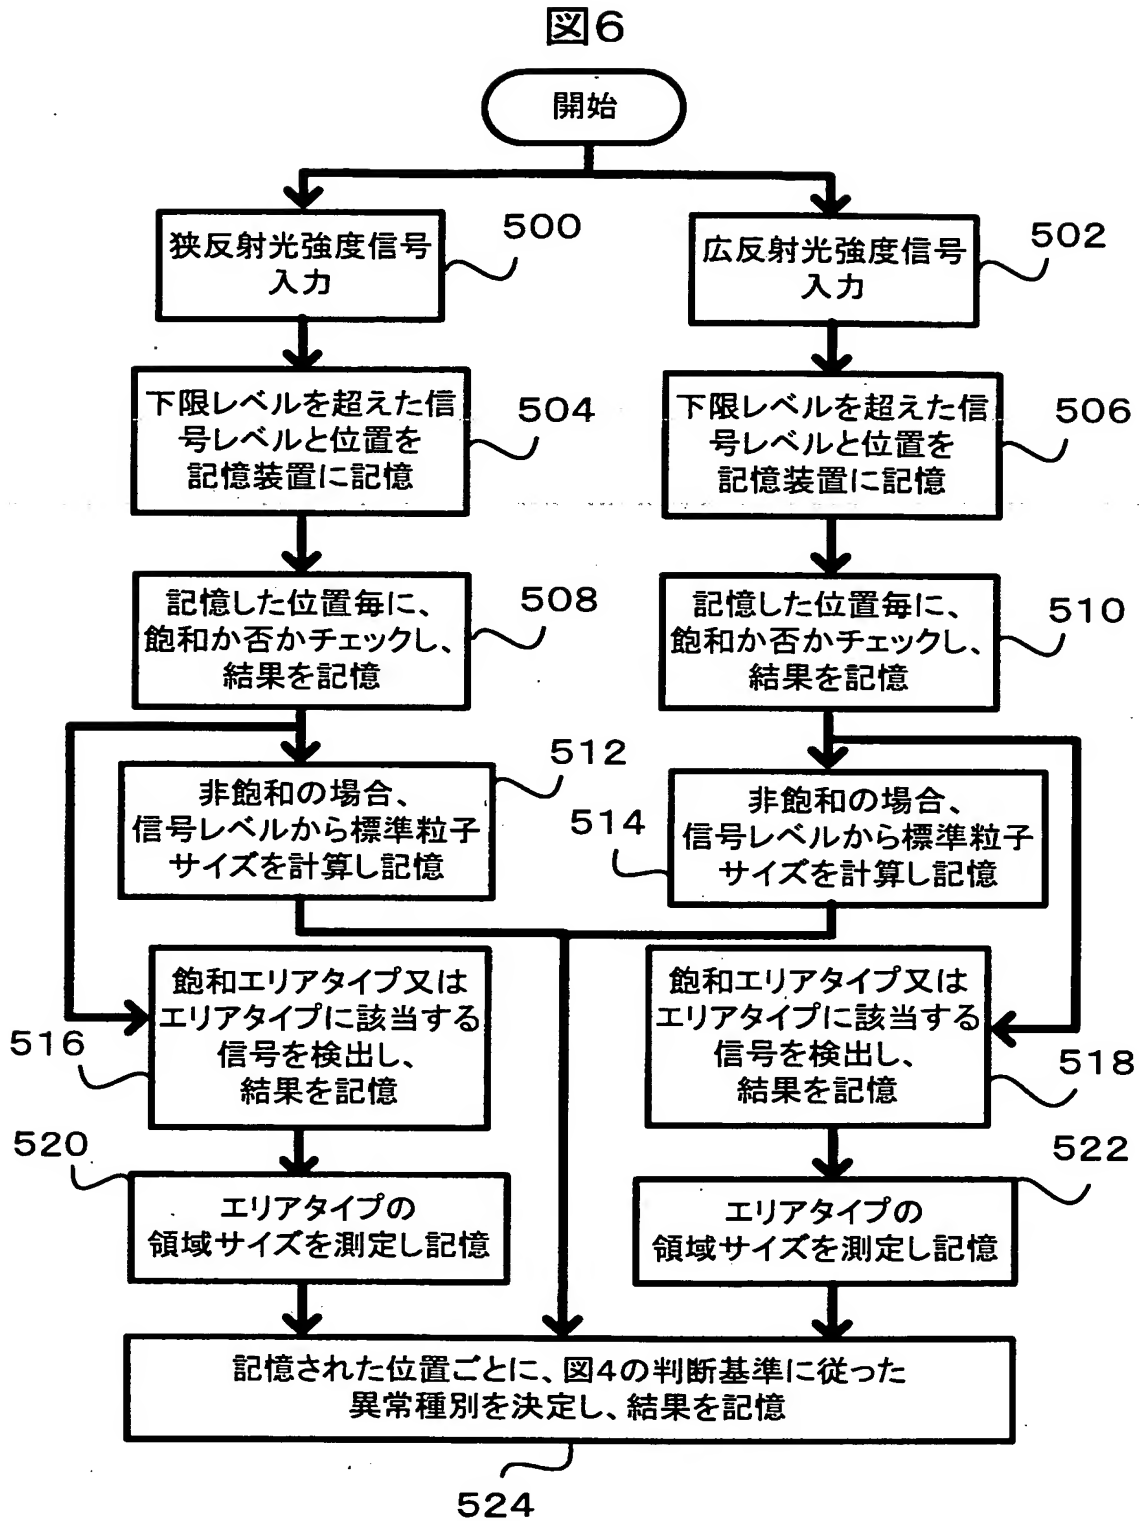 図6
開始
狭反射光強度信号
入力
500
広反射光強度信号
入力
502
下限レベルを超えた信
号レベルと位置を
記憶装置に記憶
504
下限レベルを超えた信
号レベルと位置を
記憶装置に記憶
506
記憶した位置毎に、
飽和か否かチェックし、
結果を記憶
508
記憶した位置毎に、
飽和か否かチェックし、
結果を記憶
510
非飽和の場合、
信号レベルから標準粒子
サイズを計算し記憶
512
非飽和の場合、
信号レベルから標準粒子
サイズを計算し記憶
514
飽和エリアタイプ又は
エリアタイプに該当する
信号を検出し、
結果を記憶
516
飽和エリアタイプ又は
エリアタイプに該当する
信号を検出し、
結果を記憶
518
エリアタイプの
領域サイズを測定し記憶
520
エリアタイプの
領域サイズを測定し記憶
522
記憶された位置ごとに、図4の判断基準に従った
異常種別を決定し、結果を記憶
524